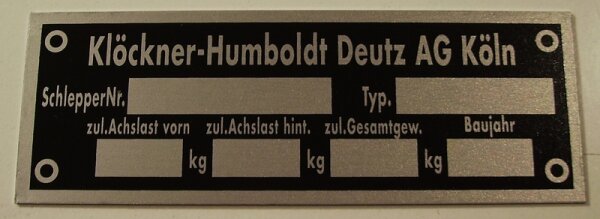 Klöckner-Humboldt Deutz AG Köln
SchlepperNr. Typ.
zul.Achslast vorn zul.Achslast hint. zul.Gesamtgew. Baujahr
kg kg kg